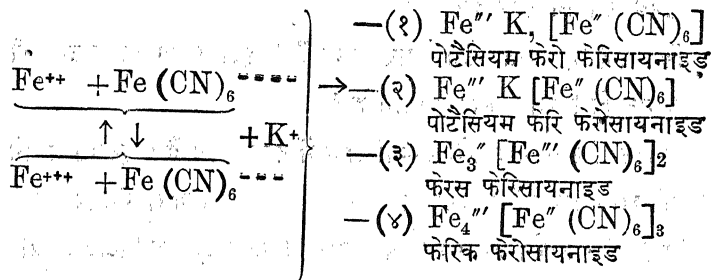 Fe++ + Fe (CN)₆----
↑ ↓
Fe+++ + Fe (CN)₆---
+ K+
→
—(१) Fe″′ K, [Fe″ (CN)₆]
पोटैसियम फेरो फेरिसायनाइड
—(२) Fe″′ K [Fe″ (CN)₆]
पोटैसियम फेरि फेरोसायनाइड
—(३) Fe₃″ [Fe″′ (CN)₆]2
फेरस फेरिसायनाइड
—(४) Fe₄″′ [Fe″ (CN)₆]₃
फेरिक फेरोसायनाइड